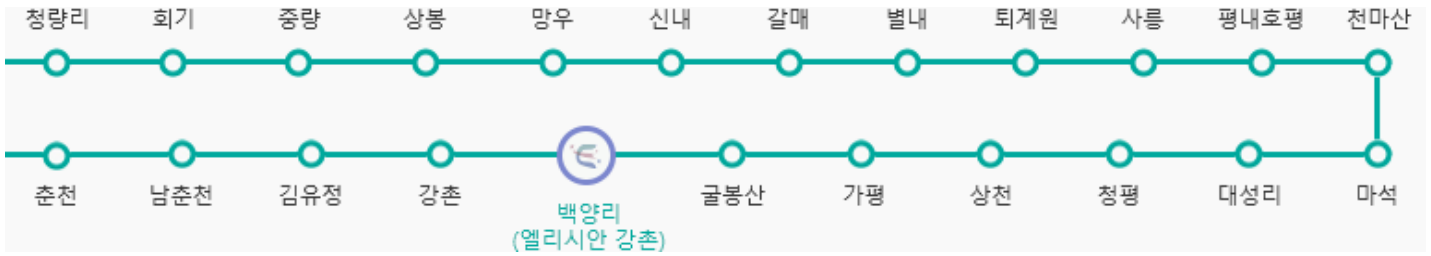 청량리 회기 중량 상봉 망우 신내 갈매 별내 퇴계원 사릉 평내호평 천마산
춘천 남춘천 김유정 강촌 백양리 굴봉산 가평 상천 청평 대성리 마석
(엘리시안 강촌)